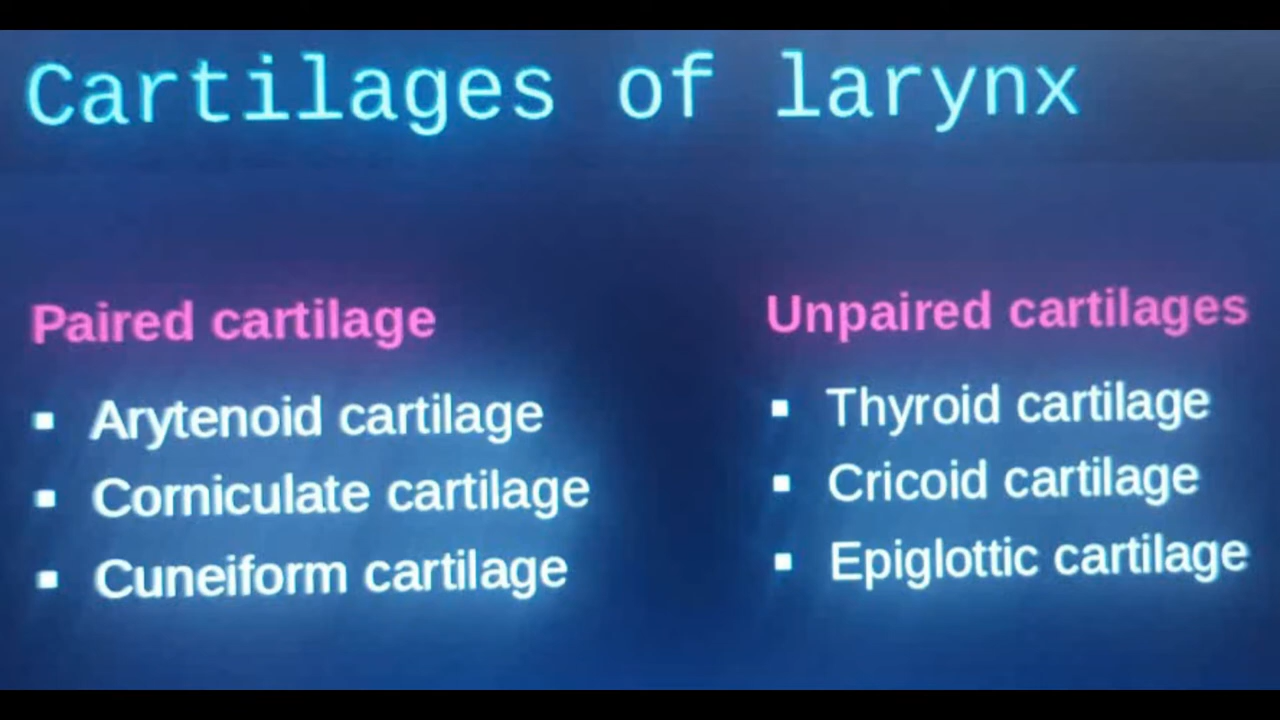 Cartilages of larynx
Paired cartilage
▪ Arytenoid cartilage
▪ Corniculate cartilage
▪ Cuneiform cartilage
Unpaired cartilages
▪ Thyroid cartilage
▪ Cricoid cartilage
▪ Epiglottic cartilage